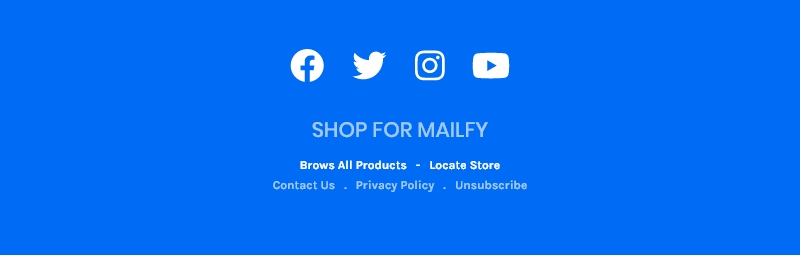 SHOP FOR MAILFY
Brows All Products - Locate Store
Contact Us . Privacy Policy . Unsubscribe